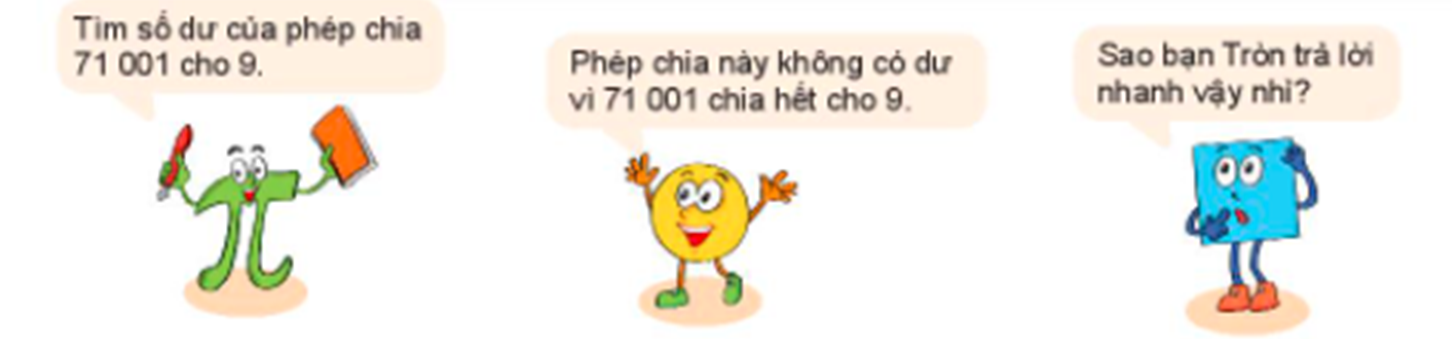 Tìm số dư của phép chia
71 001 cho 9.
Phép chia này không có dư
vì 71 001 chia hết cho 9.
Sao bạn Tròn trả lời
nhanh vậy nhỉ?